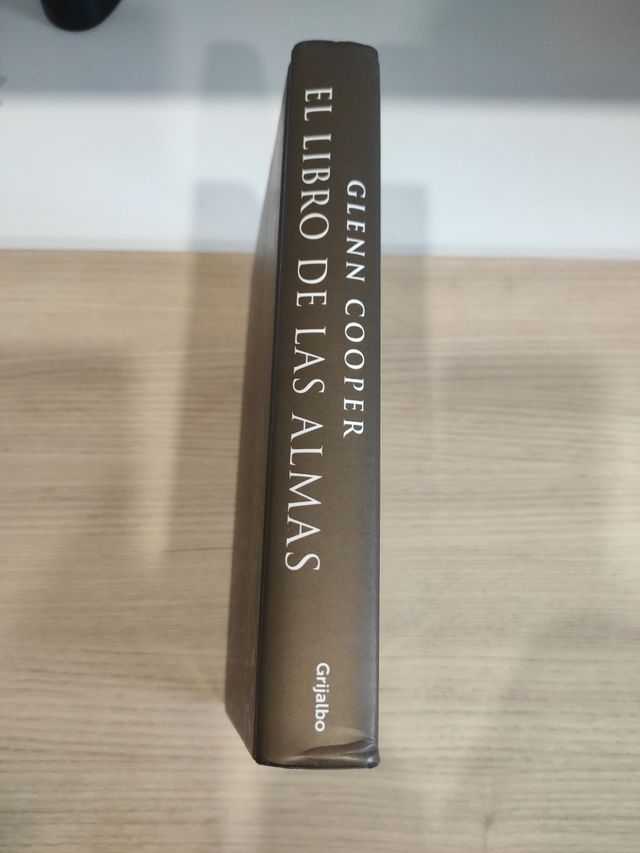 GLENN COOPER
EL LIBRO DE LAS ALMAS
Grijalbo